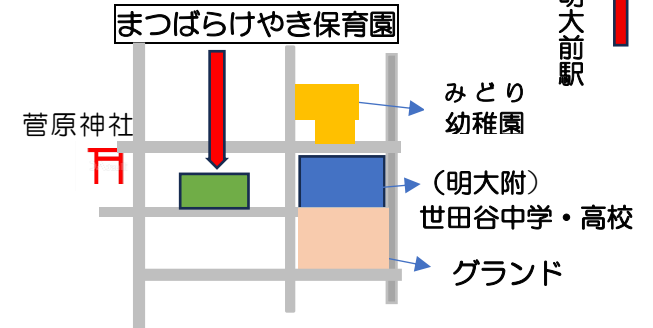 まつばらけやき保育園
明大前駅
みどり
幼稚園
菅原神社
（明大附）
世田谷中学・高校
グランド